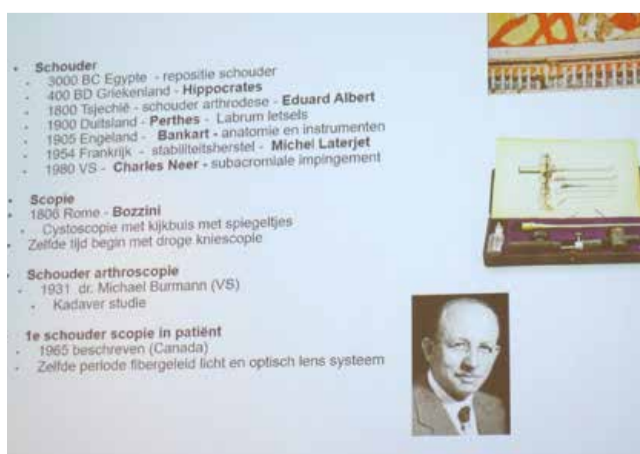 Schouder
3000 BC Egypte - repositie schouder
400 BD Griekenland - Hippocrates
1800 Tsjechië - schouder arthrodese - Eduard Albert
1900 Duitsland - Perthes - Labrum letsels
1905 Engeland - Bankart - anatomie en instrumenten
1954 Frankrijk - stabiliteitsherstel - Michel Laterjet
1980 VS - Charles Neer - subacromiale impingement
Scopie
1806 Rome - Bozzini
Cystoscopie met kijkbuis met spiegeltjes
Zelfde tijd begin met droge kniescopie
Schouder arthroscopie
1931 dr. Michael Burmann (VS)
Kadaver studie
1e schouder scopie in patiënt
1965 beschreven (Canada)
Zelfde periode fibergeleid licht en optisch lens systeem